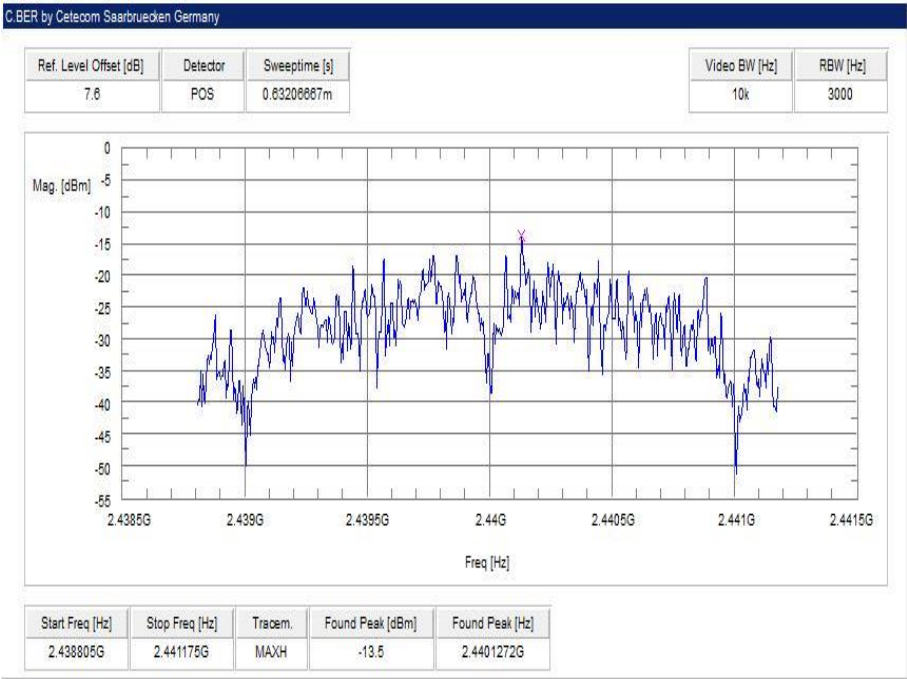 C.BER by Cetecom Saarbruecken Germany
Ref. Level Offset [dB] Detector Sweeptime [s] Video BW [Hz] RBW [Hz]
7.6 POS 0.63206667m 10k 3000
0
Mag. [dBm] -5
-10
-15
-20
-25
-30
-35
-40
-45
-50
-55
2.4385G 2.439G 2.4395G 2.44G 2.4405G 2.441G 2.4415G
Freq [Hz]
Start Freq [Hz] Stop Freq [Hz] Tracem. Found Peak [dBm] Found Peak [Hz]
2.438805G 2.441175G MAXH -13.5 2.4401272G